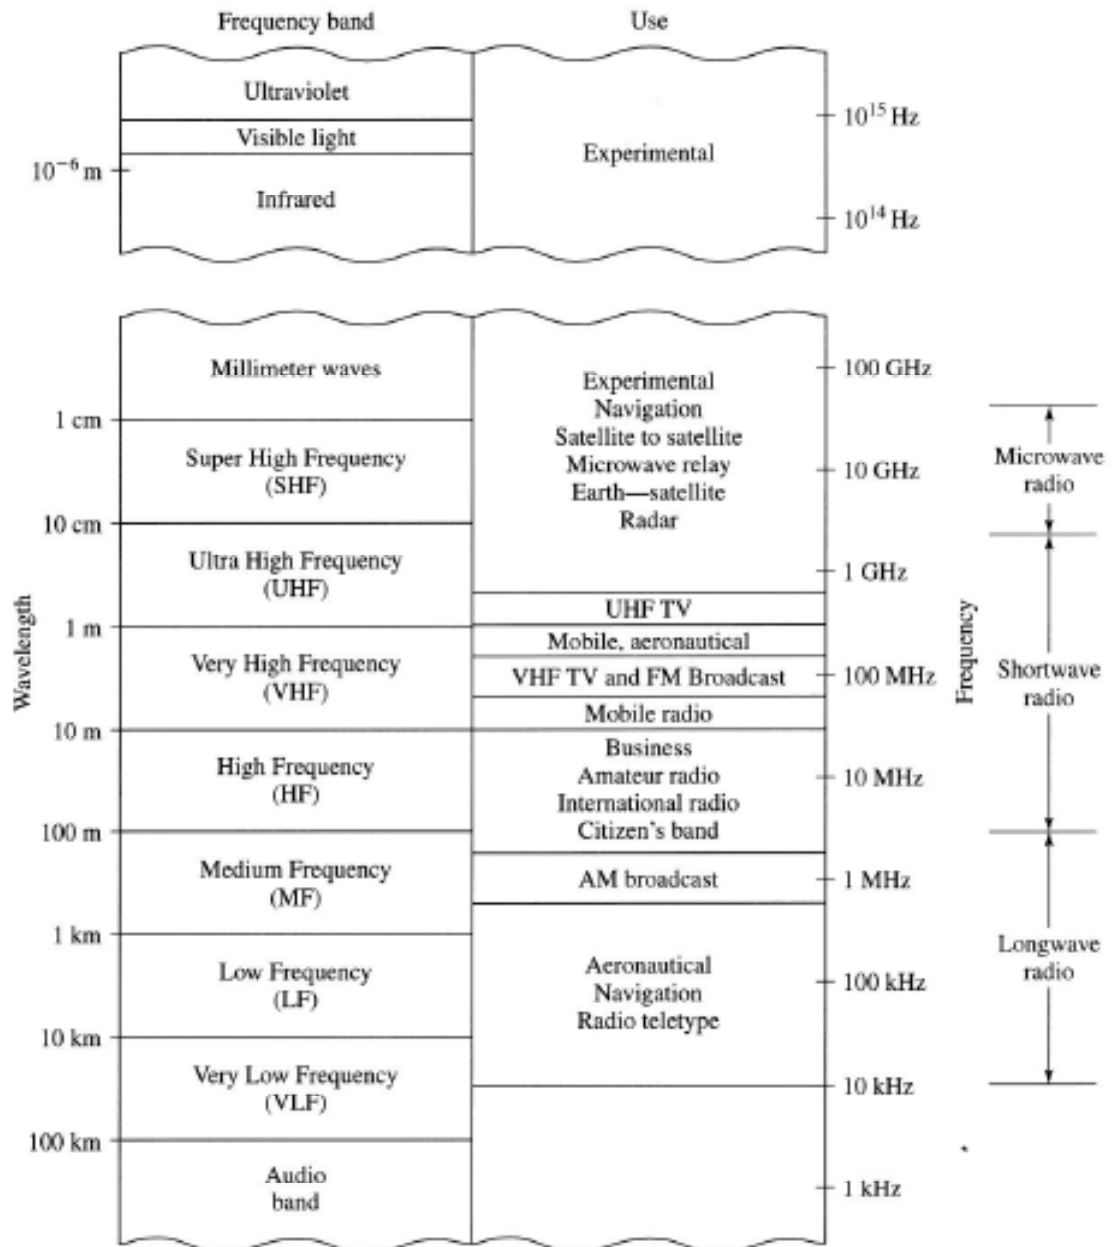 Frequency band
Use
Ultraviolet
10¹⁵ Hz
Visible light
Experimental
10⁻⁶ m
Infrared
10¹⁴ Hz
Millimeter waves
100 GHz
Experimental
Navigation
Satellite to satellite
Microwave relay
Earth—satellite
Radar
1 cm
Super High Frequency
(SHF)
10 GHz
Microwave
radio
10 cm
Ultra High Frequency
(UHF)
1 GHz
UHF TV
1 m
Mobile, aeronautical
Very High Frequency
(VHF)
VHF TV and FM Broadcast
100 MHz
Mobile radio
Wavelength
Frequency
Shortwave
radio
10 m
High Frequency
(HF)
Business
Amateur radio
International radio
Citizen's band
10 MHz
100 m
Medium Frequency
(MF)
AM broadcast
1 MHz
1 km
Low Frequency
(LF)
Aeronautical
Navigation
Radio teletype
100 kHz
Longwave
radio
10 km
Very Low Frequency
(VLF)
10 kHz
100 km
Audio
band
1 kHz